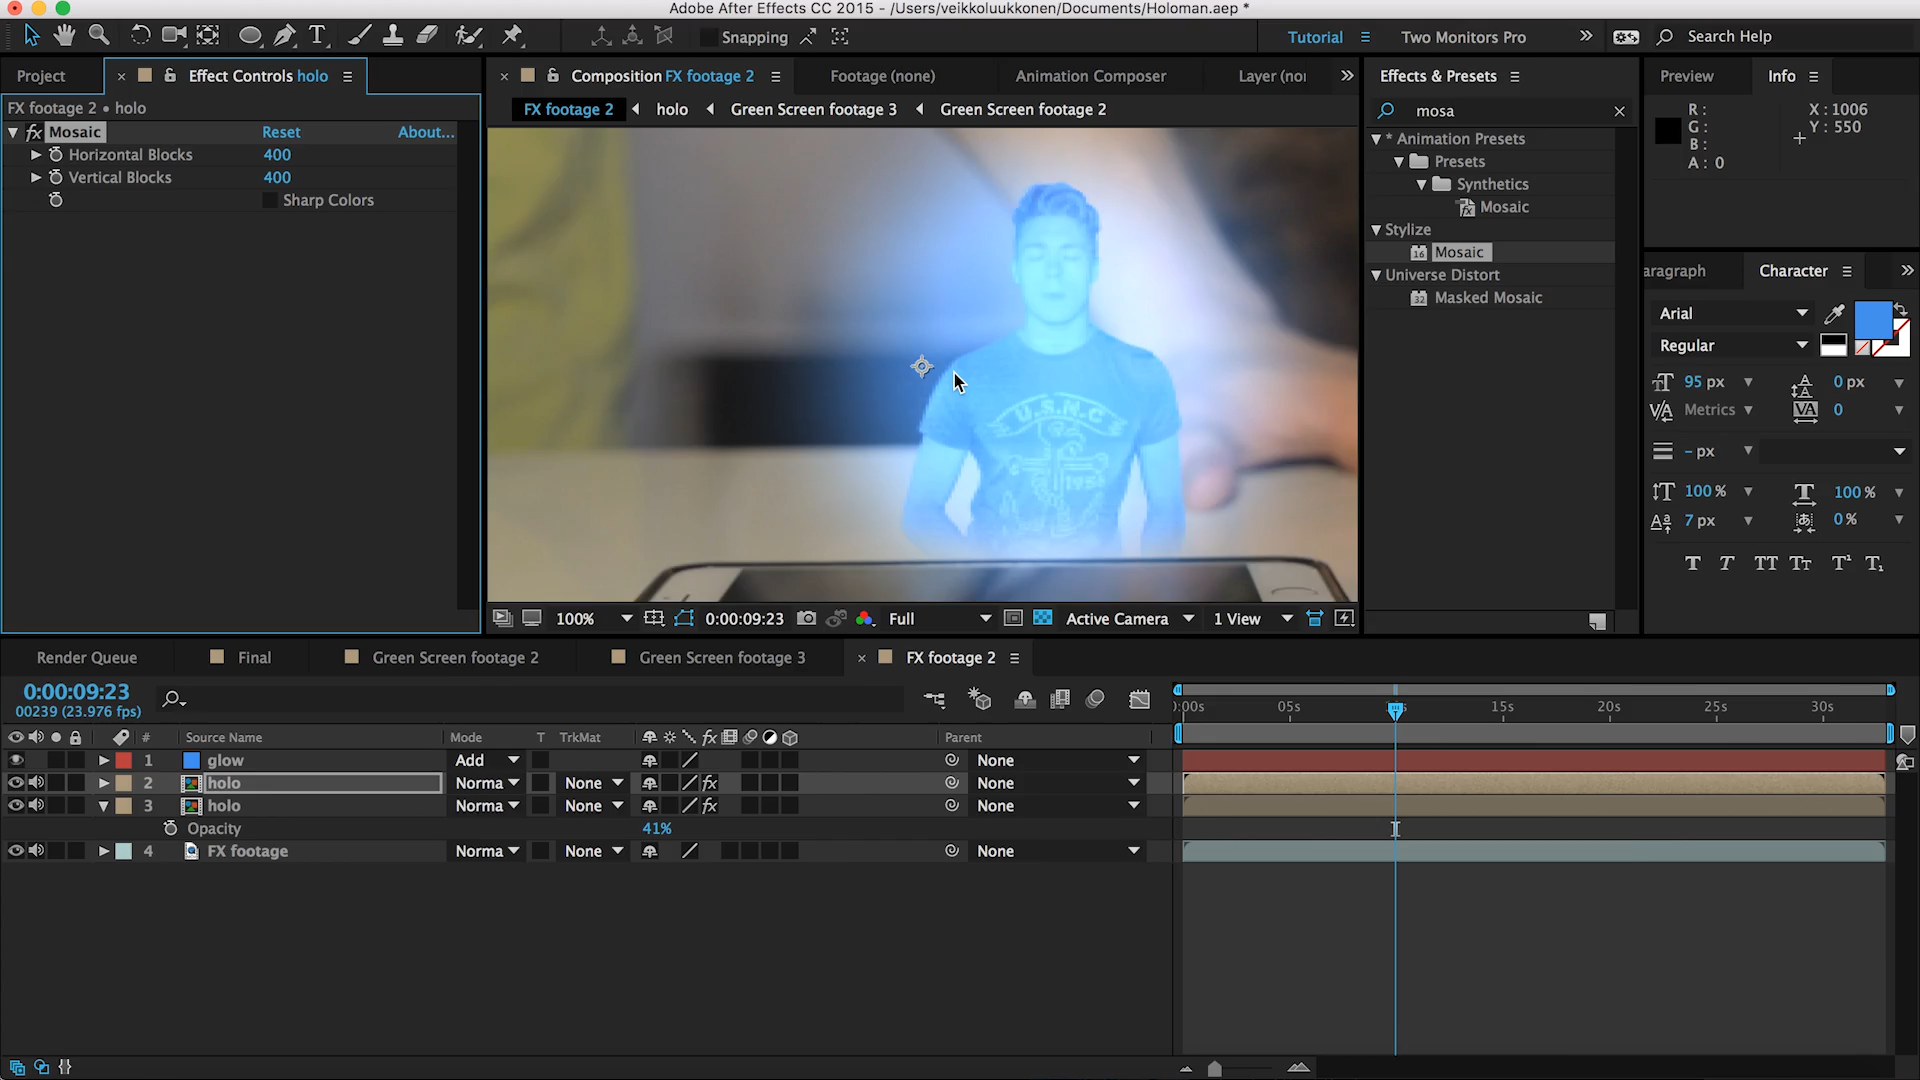 Adobe After Effects CC 2015 - /Users/veikkoluukkonen/Documents/Holoman.aep *
Snapping
Tutorial
Two Monitors Pro
Search Help
Project
Effect Controls holo
Composition FX footage 2
Footage (none)
Animation Composer
Layer (noı
Effects & Presets
Preview
Info
FX footage 2 • holo
FX footage 2
holo
Green Screen footage 3
Green Screen footage 2
mosa
R:
G:
B:
A: 0
X: 1006
Y: 550
fx Mosaic
Reset
About...
Horizontal Blocks
400
Vertical Blocks
400
Sharp Colors
* Animation Presets
Presets
Synthetics
Mosaic
Stylize
Mosaic
Universe Distort
Masked Mosaic
U.S.N.C
aragraph
Character
Arial
Regular
95 px
0 px
Metrics
0
- px
100 %
100 %
7 px
0 %
100%
0:00:09:23
Full
Active Camera
1 View
Render Queue
Final
Green Screen footage 2
Green Screen footage 3
FX footage 2
0:00:09:23
00239 (23.976 fps)
:00s
05s
15s
20s
25s
30s
#
Source Name
Mode
T
TrkMat
Parent
1
glow
Add
None
2
holo
Norma
None
None
3
holo
Norma
None
None
Opacity
41%
4
FX footage
Norma
None
None